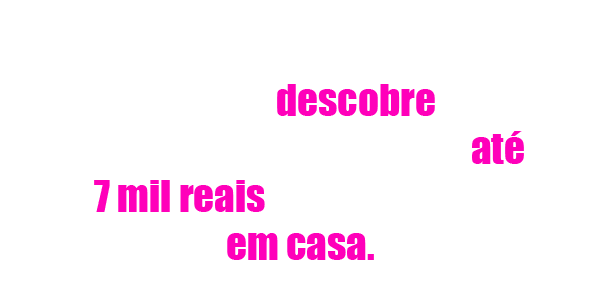 descobre
até
7 mil reais
em casa.